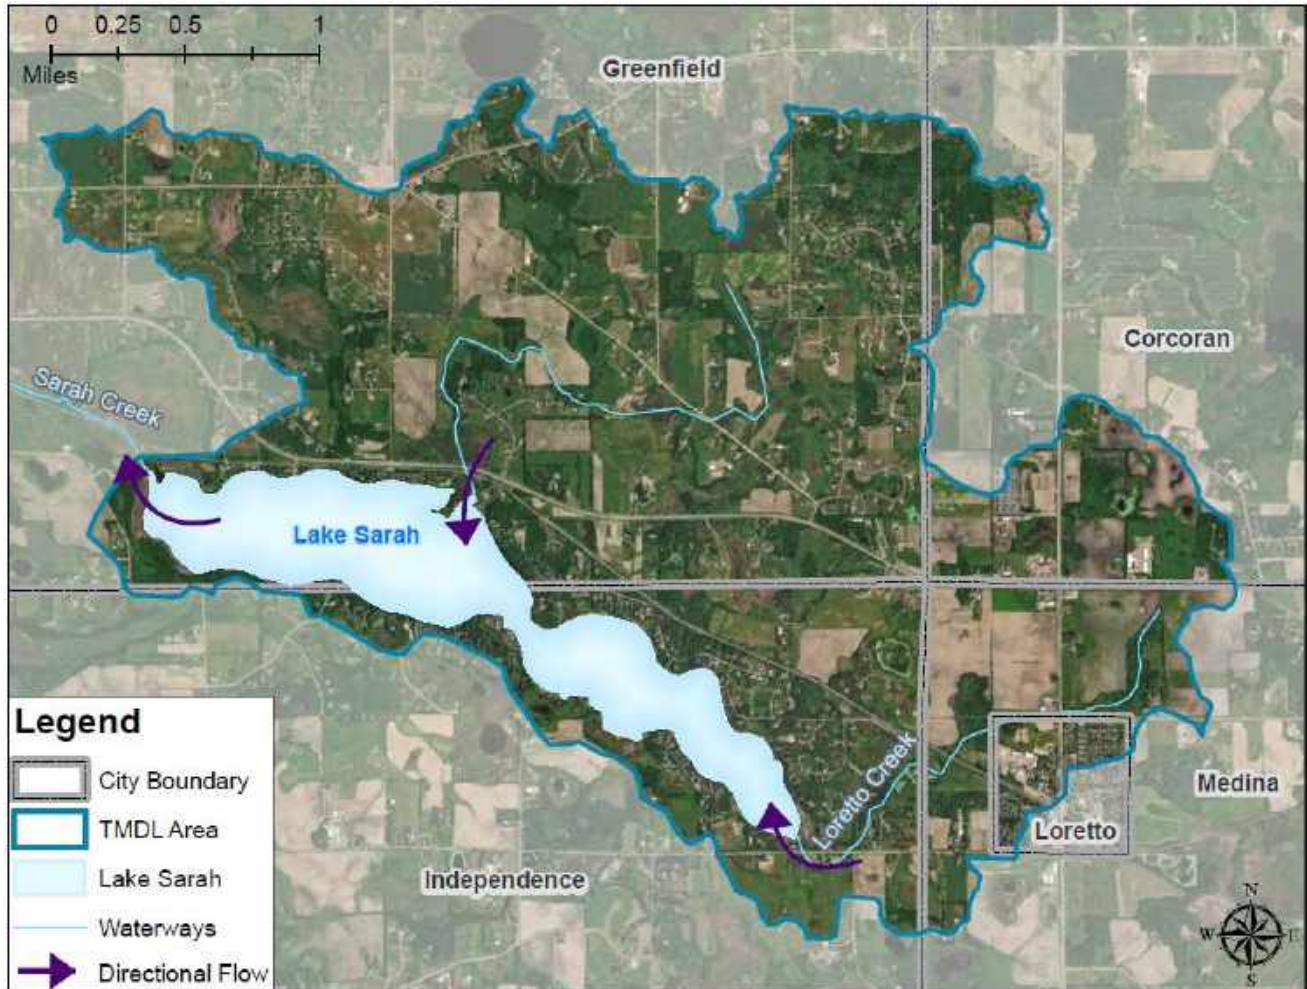 0 0.25 0.5 1
Miles
Greenfield
Corcoran
Sarah Creek
Lake Sarah
Loretto Creek
Medina
Loretto
Independence
Legend
City Boundary
TMDL Area
Lake Sarah
Waterways
Directional Flow
N
W E
S